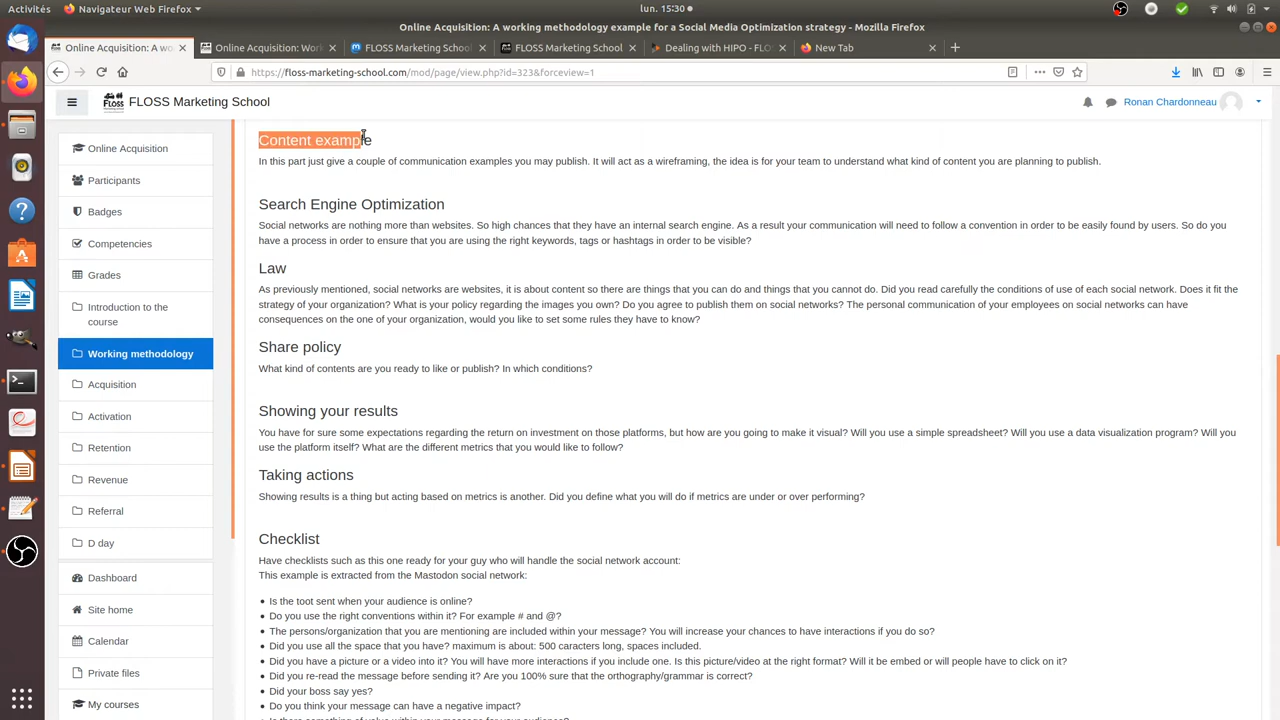 Activités
Navigateur Web Firefox
lun. 15:30
Online Acquisition: A working methodology example for a Social Media Optimization strategy - Mozilla Firefox
Online Acquisition: A wo
Online Acquisition: Work
FLOSS Marketing School
FLOSS Marketing School
Dealing with HIPO - FLO
New Tab
https://floss-marketing-school.com/mod/page/view.php?id=323&forceview=1
FLOSS Marketing School
Ronan Chardonneau
Online Acquisition
Participants
Badges
Competencies
Grades
Introduction to the
course
Working methodology
Acquisition
Activation
Retention
Revenue
Referral
D day
Dashboard
Site home
Calendar
Private files
My courses
Content example
In this part just give a couple of communication examples you may publish. It will act as a wireframing, the idea is for your team to understand what kind of content you are planning to publish.
Search Engine Optimization
Social networks are nothing more than websites. So high chances that they have an internal search engine. As a result your communication will need to follow a convention in order to be easily found by users. So do you
have a process in order to ensure that you are using the right keywords, tags or hashtags in order to be visible?
Law
As previously mentioned, social networks are websites, it is about content so there are things that you can do and things that you cannot do. Did you read carefully the conditions of use of each social network. Does it fit the
strategy of your organization? What is your policy regarding the images you own? Do you agree to publish them on social networks? The personal communication of your employees on social networks can have
consequences on the one of your organization, would you like to set some rules they have to know?
Share policy
What kind of contents are you ready to like or publish? In which conditions?
Showing your results
You have for sure some expectations regarding the return on investment on those platforms, but how are you going to make it visual? Will you use a simple spreadsheet? Will you use a data visualization program? Will you
use the platform itself? What are the different metrics that you would like to follow?
Taking actions
Showing results is a thing but acting based on metrics is another. Did you define what you will do if metrics are under or over performing?
Checklist
Have checklists such as this one ready for your guy who will handle the social network account:
This example is extracted from the Mastodon social network:
• Is the toot sent when your audience is online?
• Do you use the right conventions within it? For example # and @?
• The persons/organization that you are mentioning are included within your message? You will increase your chances to have interactions if you do so?
• Did you use all the space that you have? maximum is about: 500 caracters long, spaces included.
• Did you have a picture or a video into it? You will have more interactions if you include one. Is this picture/video at the right format? Will it be embed or will people have to click on it?
• Did you re-read the message before sending it? Are you 100% sure that the orthography/grammar is correct?
• Did your boss say yes?
• Do you think your message can have a negative impact?